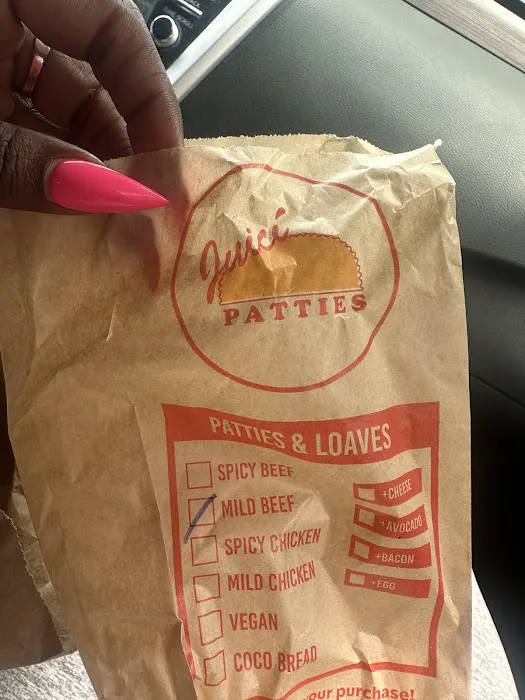 Juici
PATTIES
PATTIES & LOAVES
SPICY BEEF
MILD BEEF
SPICY CHICKEN
MILD CHICKEN
VEGAN
COCO BREAD
+CHEESE
+AVOCADO
+BACON
+EGG
your purchase!